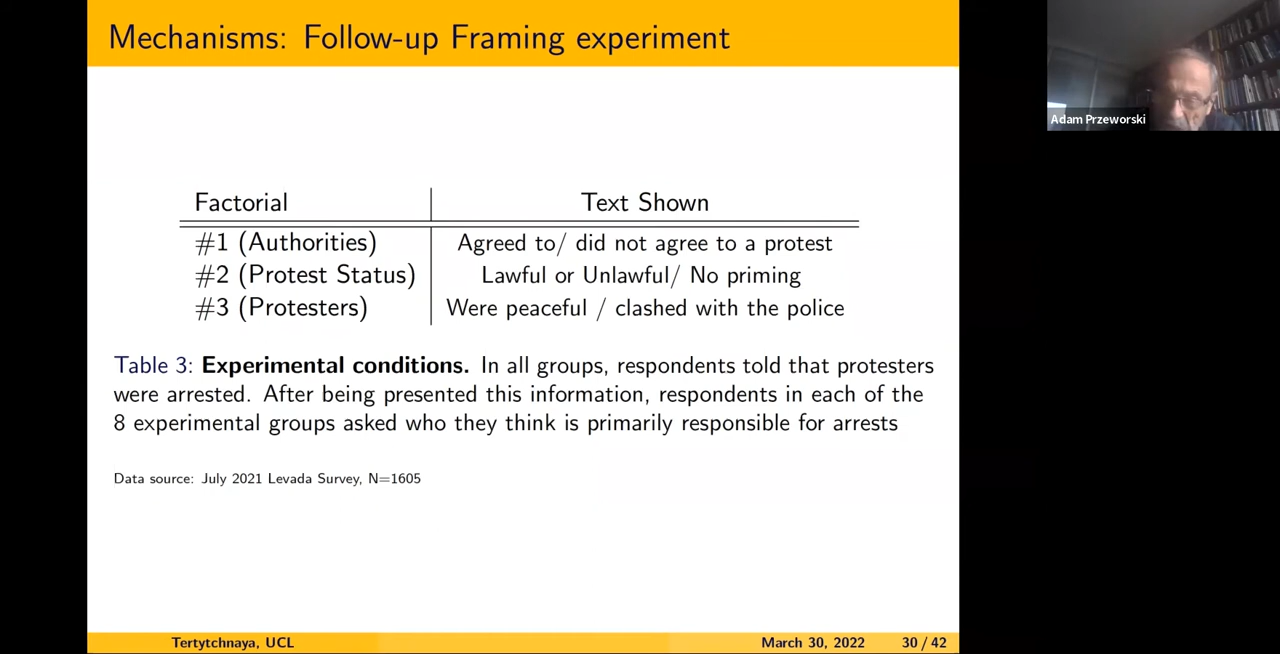 Mechanisms: Follow-up Framing experiment
Adam Przeworski
Factorial Text Shown
#1 (Authorities) Agreed to/ did not agree to a protest
#2 (Protest Status) Lawful or Unlawful/ No priming
#3 (Protesters) Were peaceful / clashed with the police
Table 3: Experimental conditions. In all groups, respondents told that protesters
were arrested. After being presented this information, respondents in each of the
8 experimental groups asked who they think is primarily responsible for arrests
Data source: July 2021 Levada Survey, N=1605
Tertytchnaya, UCL March 30, 2022 30 / 42